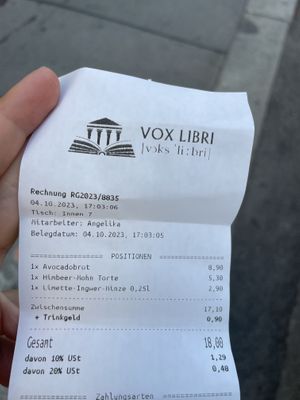 VOX LIBRI
[vɔks ˈliːbri]
Rechnung RG2023/8835
04.10.2023, 17:03:06
Tisch: Innen 7
Mitarbeiter: Angelika
Belegdatum: 04.10.2023, 17:03:05
POSITIONEN
1x Avocadobrot 8,90
1x Himbeer-Mohn Torte 5,30
1x Limette-Ingwer-Minze 0,25l 2,90
Zwischensumme 17,10
+ Trinkgeld 0,90
Gesamt 18,00
davon 10% USt 1,29
davon 20% USt 0,48
Zahlungsarten